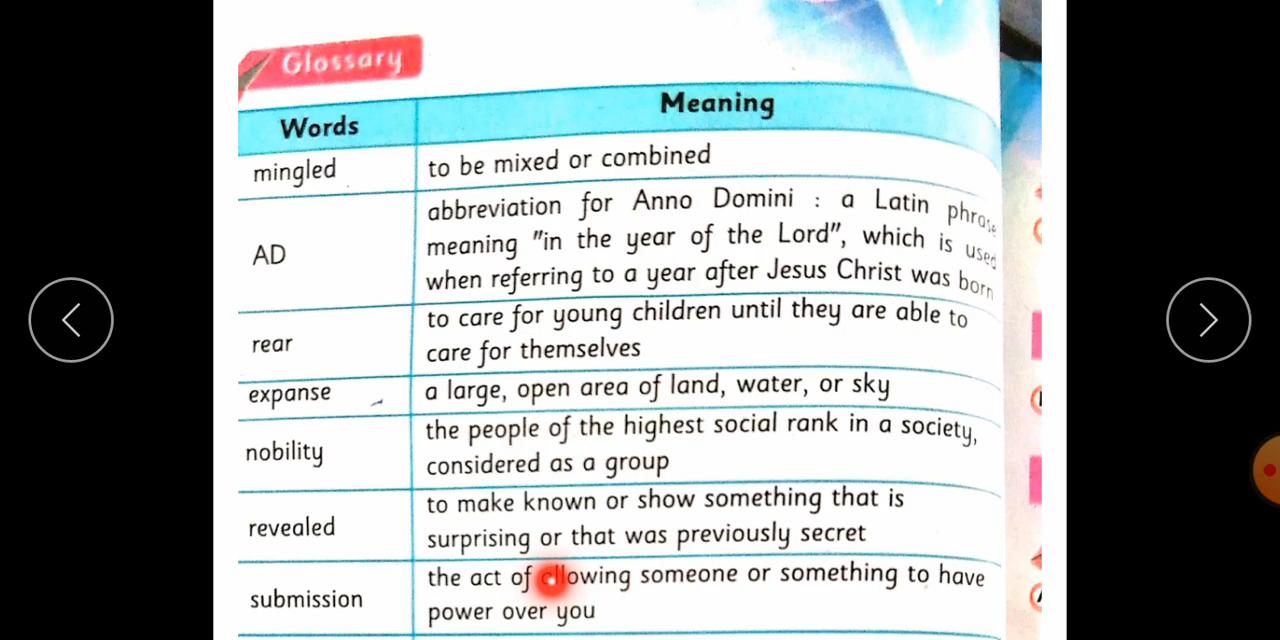 Glossary
Words Meaning
mingled to be mixed or combined
AD abbreviation for Anno Domini : a Latin phrase
meaning "in the year of the Lord", which is used
when referring to a year after Jesus Christ was born
rear to care for young children until they are able to
care for themselves
expanse a large, open area of land, water, or sky
nobility the people of the highest social rank in a society,
considered as a group
revealed to make known or show something that is
surprising or that was previously secret
submission the act of allowing someone or something to have
power over you